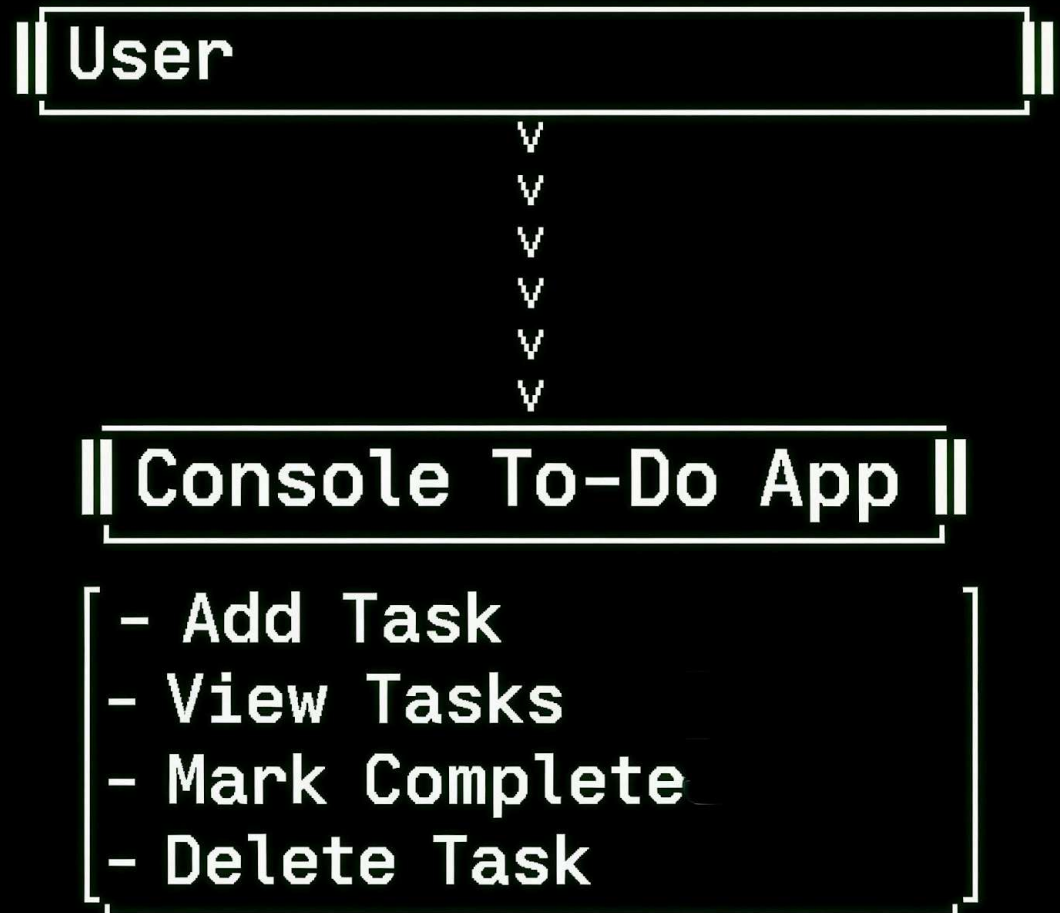 User
v
v
v
v
v
v
Console To-Do App
- Add Task
- View Tasks
- Mark Complete
- Delete Task